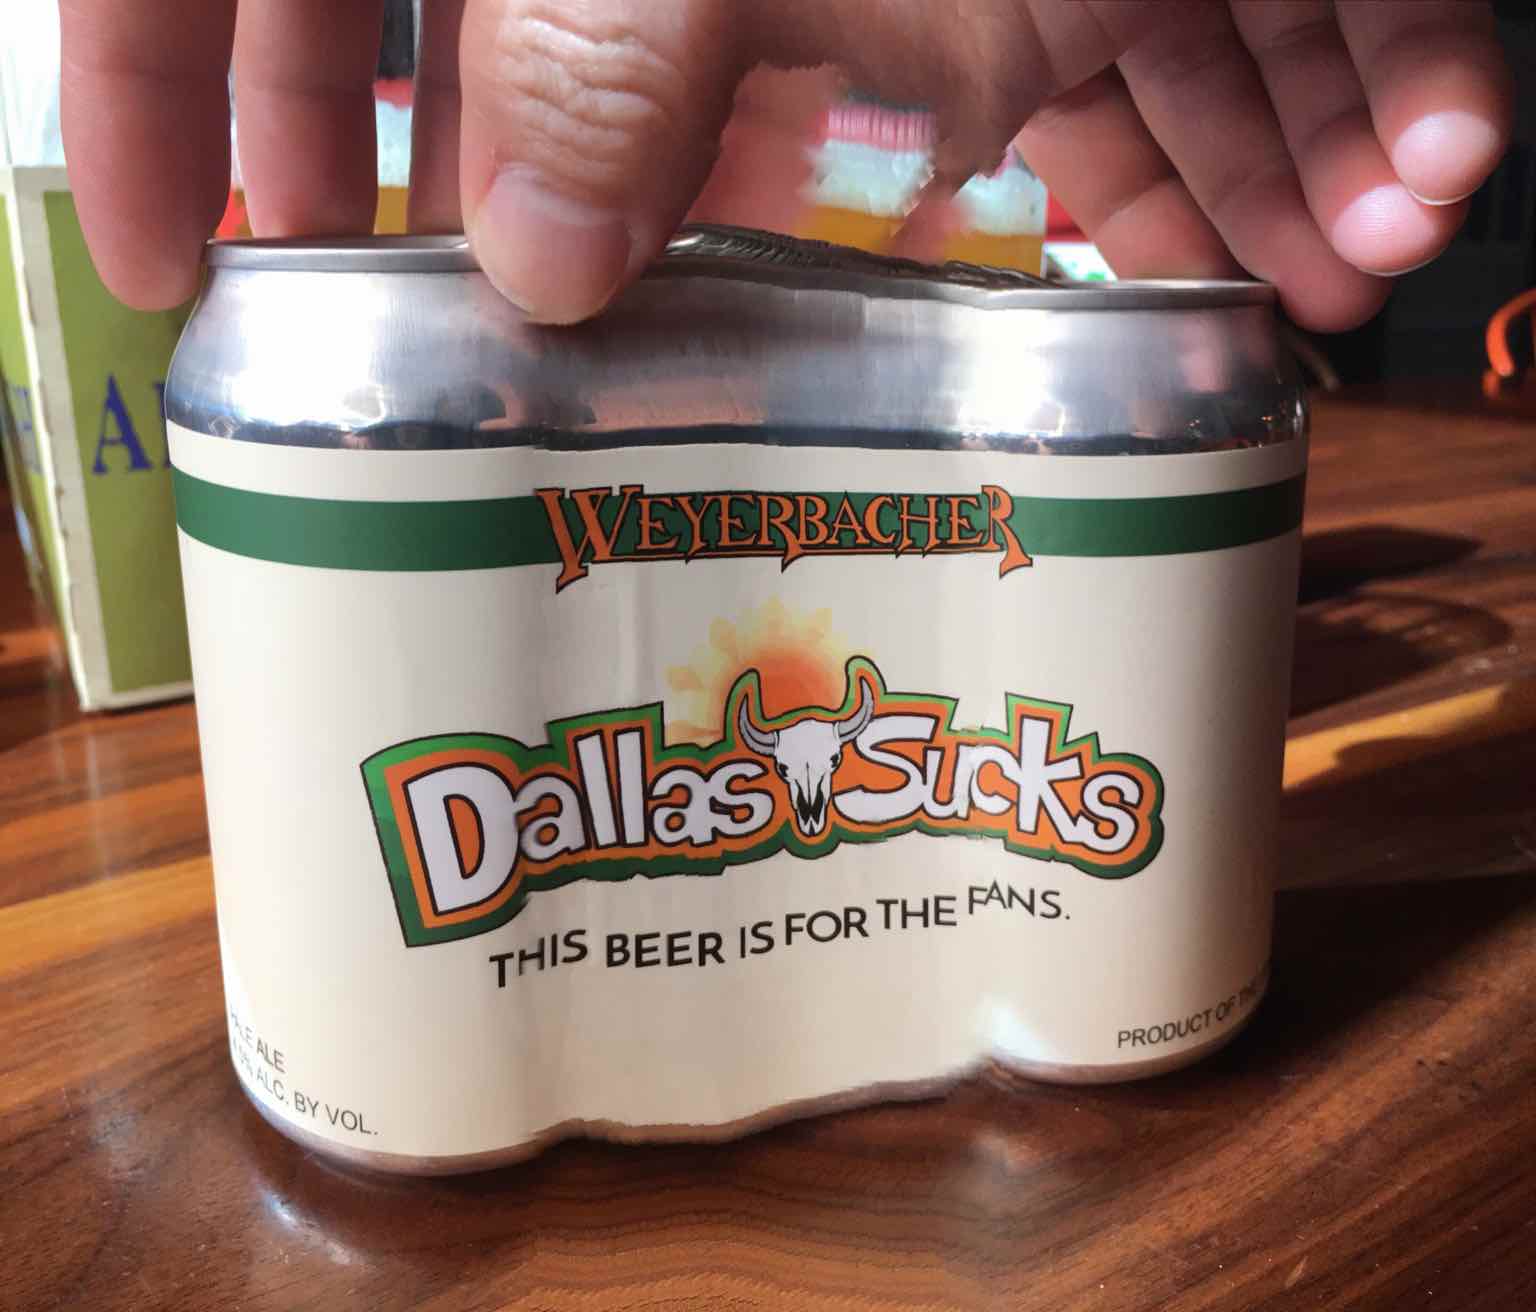 WEYERBACHER
Dallas Sucks
THIS BEER IS FOR THE FANS.
ALE
ALC. BY VOL.
PRODUCT OF